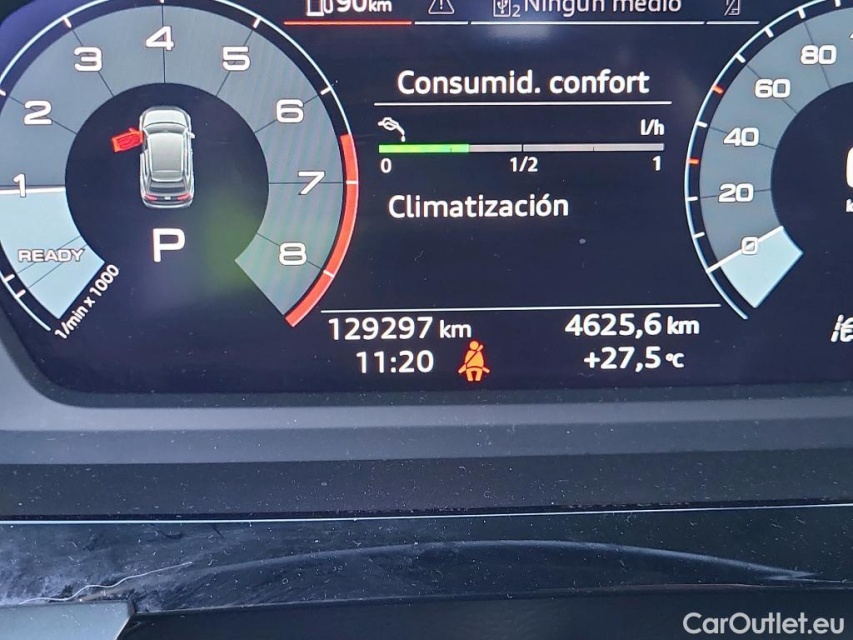 90km
2 Ningún medio
Consumid. confort
l/h
0 1/2 1
Climatización
1 2 3 4 5 6 7 8
READY
1/min x 1000
P
0 20 40 60 80
129297 km
4625,6 km
11:20
+27,5 °C
CarOutlet.eu